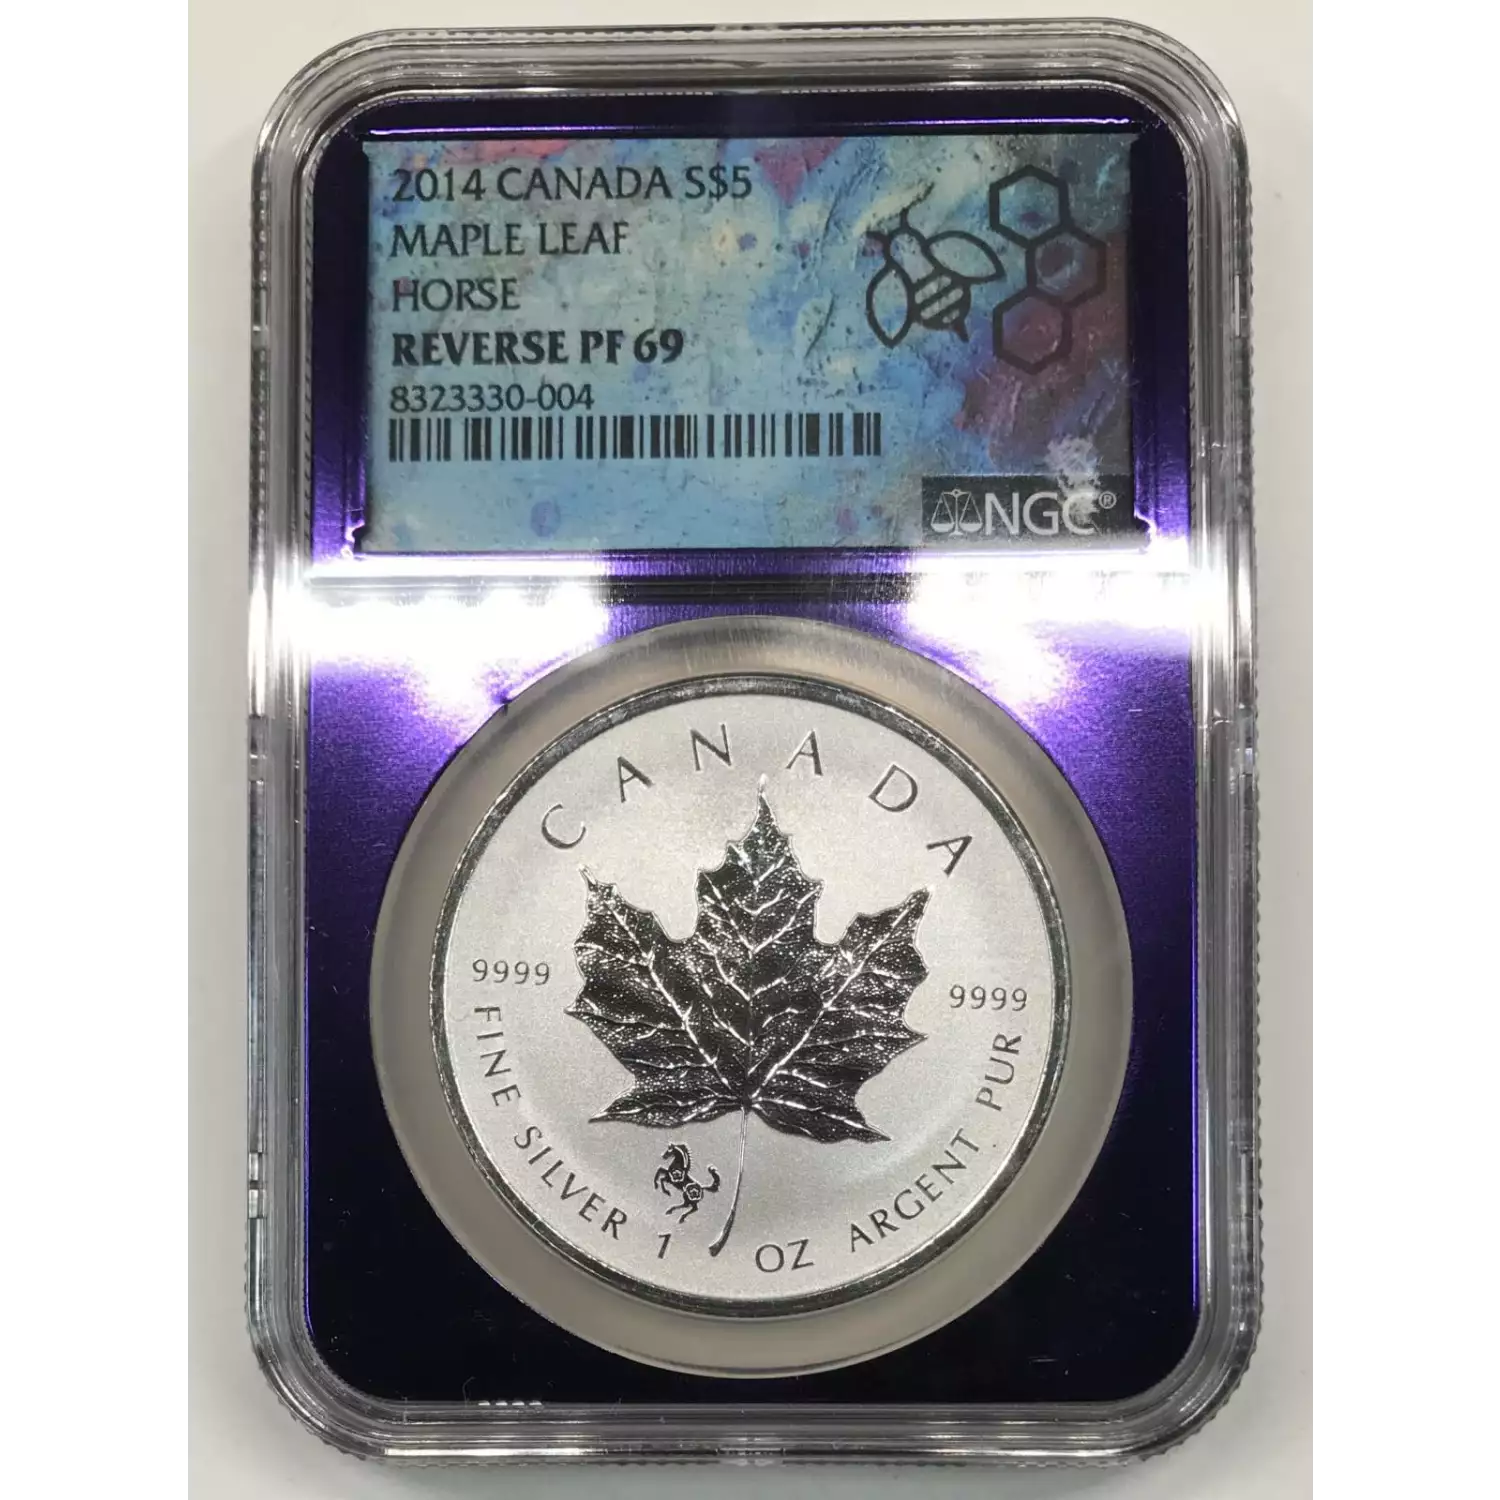 2014 CANADA S$5
MAPLE LEAF
HORSE
REVERSE PF 69
8323330-004
NGC®
CANADA
9999
9999
FINE SILVER 1 OZ ARGENT PUR